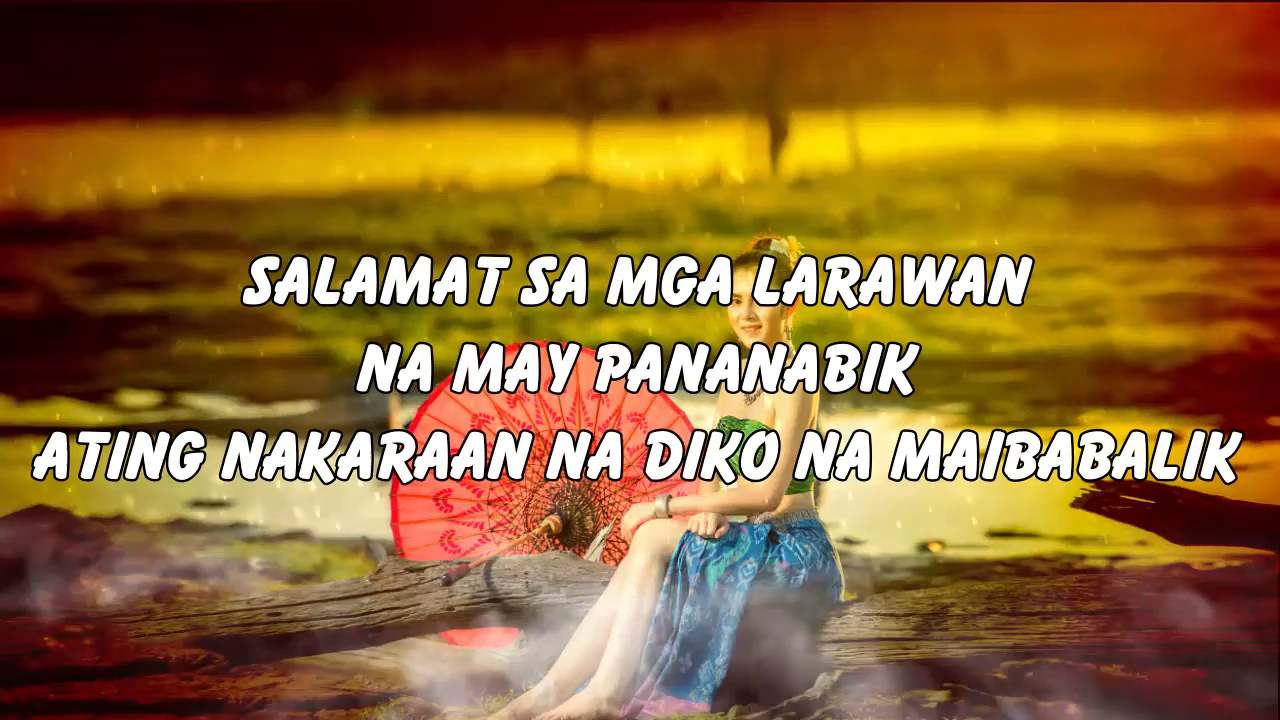 SALAMAT SA MGA LARAWAN
NA MAY PANANABIK
ATING NAKARAAN NA DIKO NA MAIBABALIK